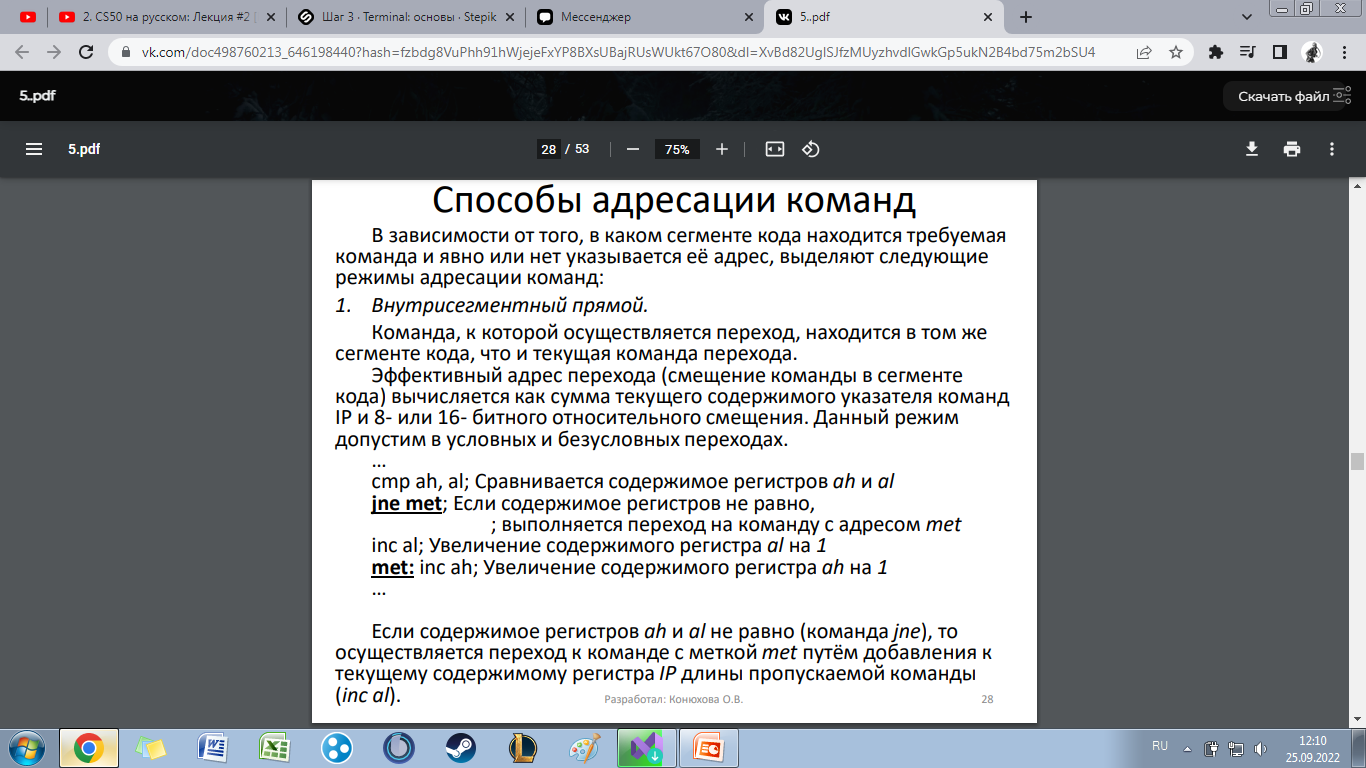 2. CS50 на русском: Лекция #2
Шаг 3 · Terminal: основы · Stepik
Мессенджер
5..pdf
vk.com/doc498760213_646198440?hash=fzbdg8VuPhh91hWjejeFxYP8BXsUBajRUsWUkt67O80&dl=XvBd82UgISJfzMUyzhvdIGwkGp5ukN2B4bd75m2bSU4
5..pdf
Скачать файл
5.pdf
28 / 53
75%
Способы адресации команд
В зависимости от того, в каком сегменте кода находится требуемая
команда и явно или нет указывается её адрес, выделяют следующие
режимы адресации команд:
1. Внутрисегментный прямой.
Команда, к которой осуществляется переход, находится в том же
сегменте кода, что и текущая команда перехода.
Эффективный адрес перехода (смещение команды в сегменте
кода) вычисляется как сумма текущего содержимого указателя команд
IP и 8- или 16- битного относительного смещения. Данный режим
допустим в условных и безусловных переходах.
...
cmp ah, al; Сравнивается содержимое регистров ah и al
jne met; Если содержимое регистров не равно,
; выполняется переход на команду с адресом met
inc al; Увеличение содержимого регистра al на 1
met: inc ah; Увеличение содержимого регистра ah на 1
...
Если содержимое регистров ah и al не равно (команда jne), то
осуществляется переход к команде с меткой met путём добавления к
текущему содержимому регистра IP длины пропускаемой команды
(inc al).
Разработал: Конюхова О.В.
28
RU
12:10
25.09.2022